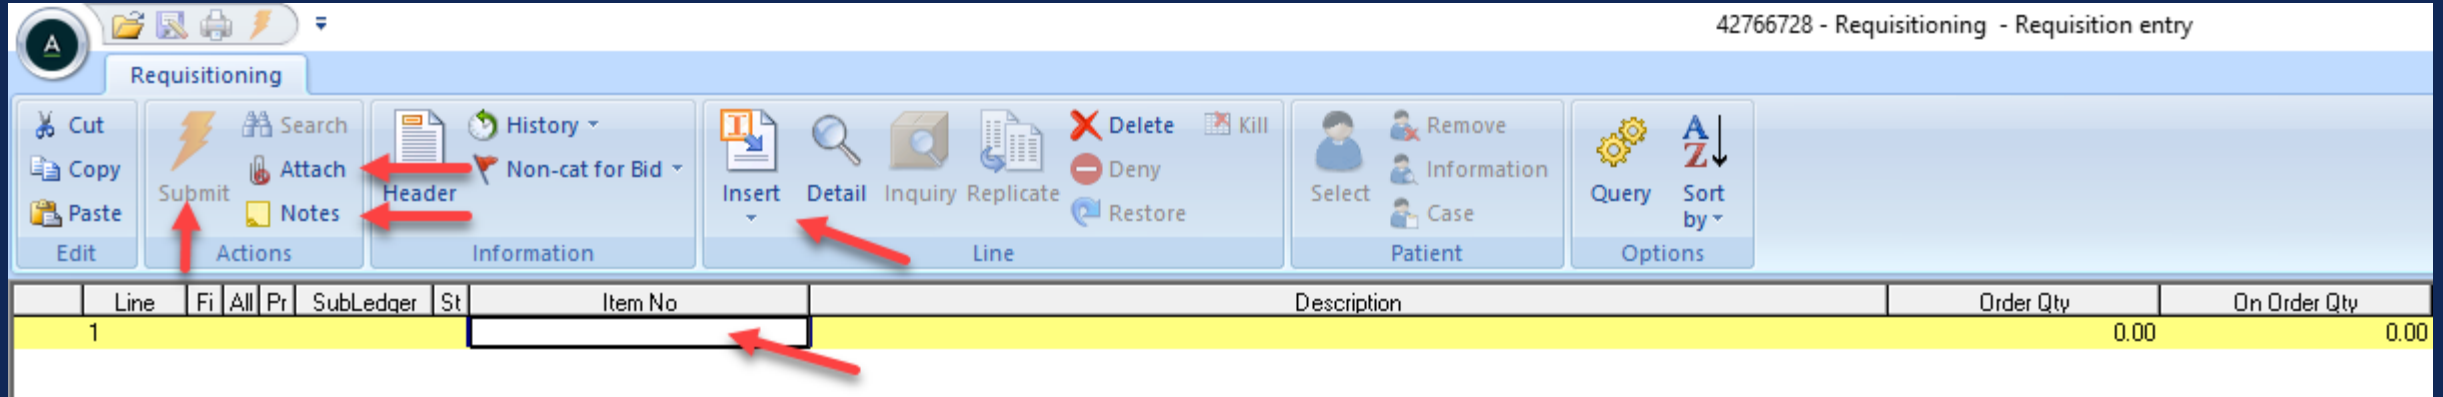 42766728 - Requisitioning - Requisition entry
A
Requisitioning
Cut
Copy
Paste
Edit
Submit
Search
Attach
Notes
Actions
Header
History
Non-cat for Bid
Information
Insert
Detail
Inquiry
Replicate
Delete
Kill
Deny
Restore
Line
Select
Remove
Information
Case
Patient
Query
Sort
by
Options
Line Fi All Pr SubLedger St Item No Description Order Qty On Order Qty
1 0.00 0.00